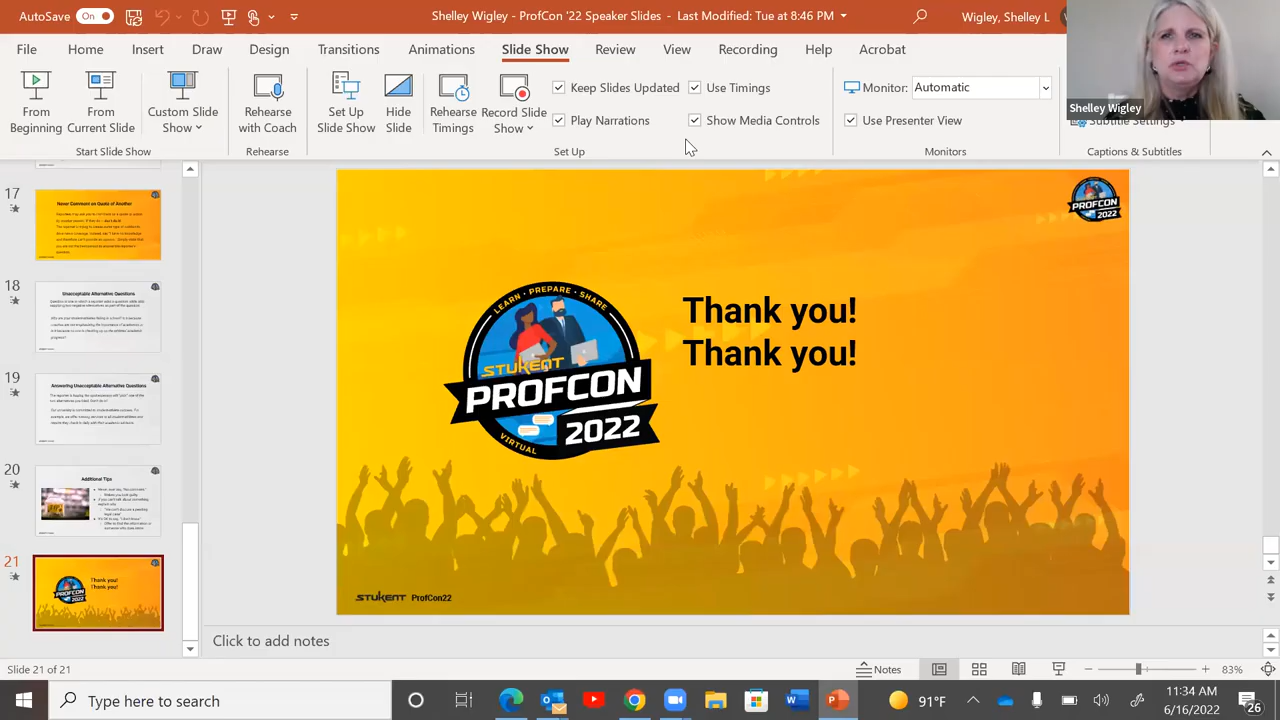 AutoSave On
Shelley Wigley - ProfCon '22 Speaker Slides - Last Modified: Tue at 8:46 PM
Wigley, Shelley L
File Home Insert Draw Design Transitions Animations Slide Show Review View Recording Help Acrobat
Shelley Wigley
From Beginning
From Current Slide
Custom Slide Show
Rehearse with Coach
Set Up Slide Show
Hide Slide
Rehearse Timings
Record Slide Show
Keep Slides Updated
Use Timings
Play Narrations
Show Media Controls
Monitor: Automatic
Use Presenter View
Subtitle Settings
Start Slide Show
Rehearse
Set Up
Monitors
Captions & Subtitles
17
Never Comment on Quote of Another
18
Unacceptable Alternative Questions
19
Answering Unacceptable Alternative Questions
20
Additional Tips
21
Thank you!
Thank you!
PROFCON
2022
LEARN • PREPARE • SHARE
STUKENT
PROFCON
2022
VIRTUAL
Thank you!
Thank you!
STUKENT ProfCon22
Click to add notes
Slide 21 of 21
Notes
83%
Type here to search
91°F
11:34 AM
6/16/2022
26